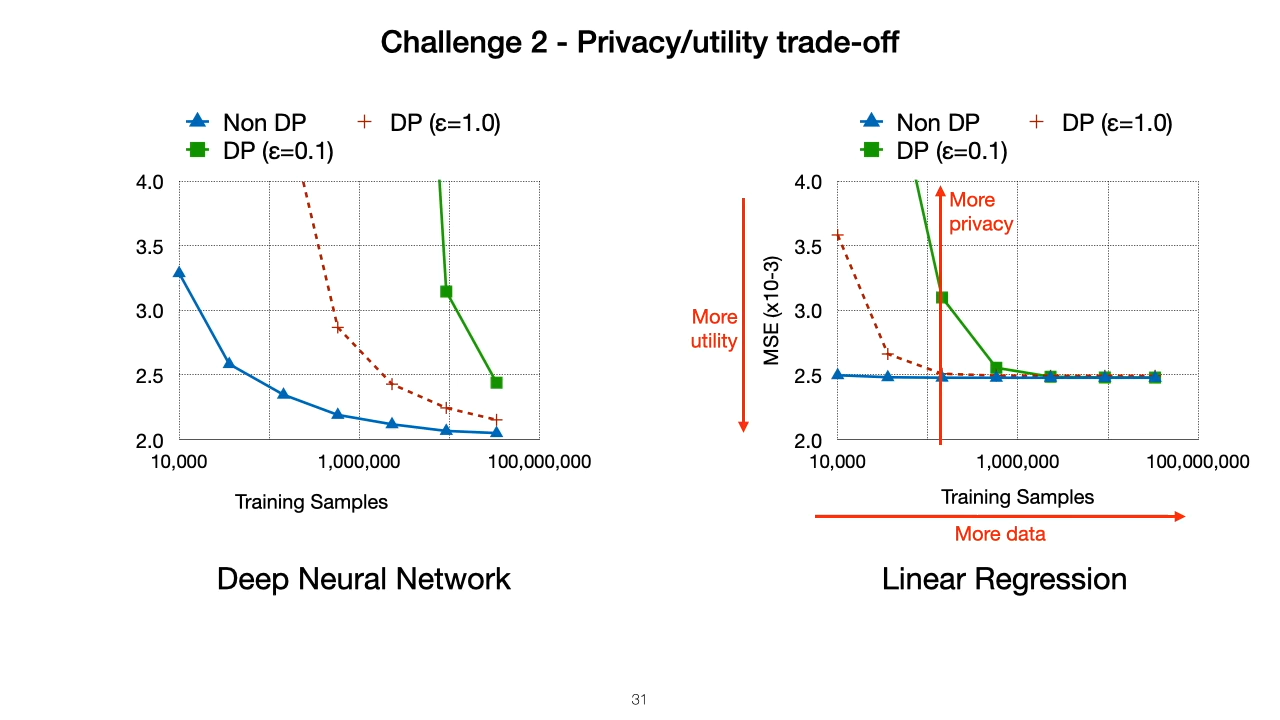 Challenge 2 - Privacy/utility trade-off
Non DP
DP (ε=1.0)
DP (ε=0.1)
4.0
3.5
3.0
2.5
2.0
10,000
1,000,000
100,000,000
Training Samples
Deep Neural Network
Non DP
DP (ε=1.0)
DP (ε=0.1)
More
utility
MSE (x10-3)
4.0
3.5
3.0
2.5
2.0
More
privacy
10,000
1,000,000
100,000,000
Training Samples
More data
Linear Regression
31